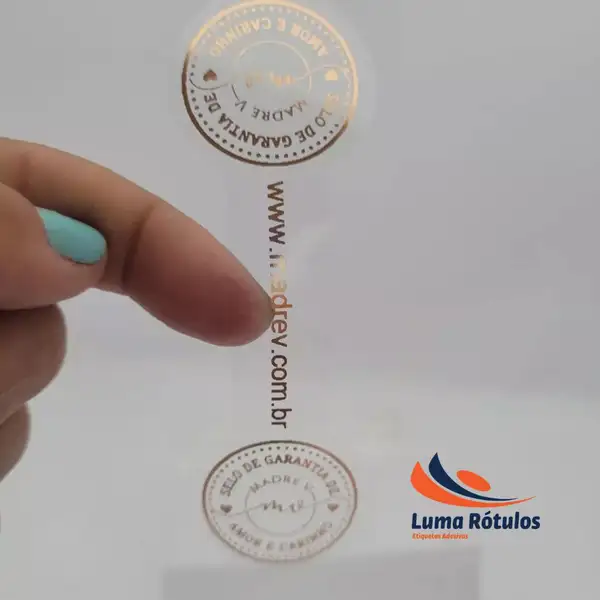 SELO DE GARANTIA DE
AMOR E CARINHO
MADRE V
www.madrev.com.br
SELO DE GARANTIA DE
MADRE V.
mv
AMOR E CARINHO
Luma Rótulos
Etiquetas Adesivas